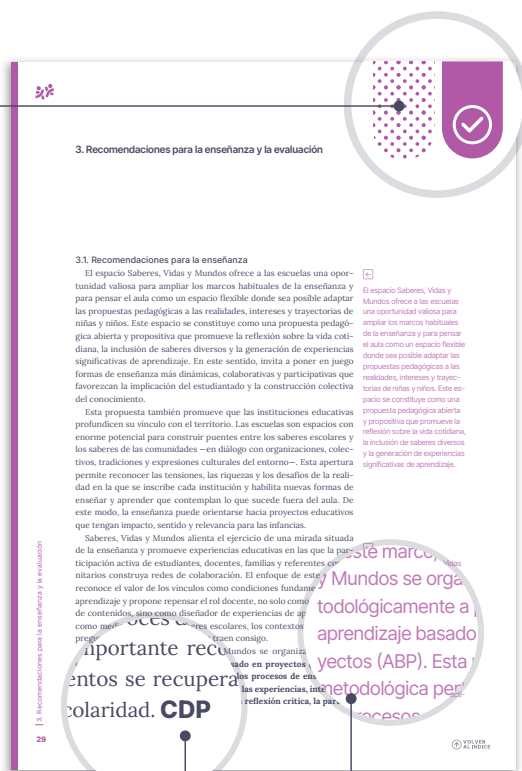 3. Recomendaciones para la enseñanza y la evaluación
3.1. Recomendaciones para la enseñanza
El espacio Saberes, Vidas y Mundos ofrece a las escuelas una opor-
tunidad valiosa para ampliar los marcos habituales de la enseñanza y
para pensar el aula como un espacio flexible donde sea posible adaptar
las propuestas pedagógicas a las realidades, intereses y trayectorias de
niñas y niños. Este espacio se constituye como una propuesta pedagó-
gica abierta y propositiva que promueve la reflexión sobre la vida coti-
diana, la inclusión de saberes diversos y la generación de experiencias
significativas de aprendizaje. En este sentido, invita a poner en juego
formas de enseñanza más dinámicas, colaborativas y participativas que
favorezcan la implicación del estudiantado y la construcción colectiva
del conocimiento.
Esta propuesta también promueve que las instituciones educativas
profundicen su vínculo con el territorio. Las escuelas son espacios con
enorme potencial para construir puentes entre los saberes escolares y
los saberes de las comunidades —en diálogo con organizaciones, colec-
tivos, tradiciones y expresiones culturales del entorno—. Esta apertura
permite reconocer las tensiones, las riquezas y los desafíos de la reali-
dad en la que se inscribe cada institución y habilita nuevas formas de
enseñar y aprender que contemplan lo que sucede fuera del aula. De
este modo, la enseñanza puede orientarse hacia proyectos educativos
que tengan impacto, sentido y relevancia para las infancias.
Saberes, Vidas y Mundos alienta el ejercicio de una mirada situada
de la enseñanza y promueve experiencias educativas en las que la par-
ticipación activa de estudiantes, docentes, familias y referentes
nitarios construya redes de colaboración. El enfoque de este
reconoce el valor de los vínculos como condiciones
aprendizaje y propone repensar el rol docente, no solo como
de contenidos, sino como diseñador de experiencias de
como eres escolares, los contextos
traen consigo.
Mundos se organiza
sado en proyectos
los procesos de
las experiencias,
reflexión crítica, la
El espacio Saberes, Vidas y
Mundos ofrece a las escuelas
una oportunidad valiosa para
ampliar los marcos habituales
de la enseñanza y para pensar
el aula como un espacio flexible
donde sea posible adaptar las
propuestas pedagógicas a las
realidades, intereses y trayec-
torias de niñas y niños. Este es-
pacio se constituye como una
propuesta pedagógica abierta
y propositiva que promueve la
reflexión sobre la vida cotidiana,
la inclusión de saberes diversos
y la generación de experiencias
significativas de aprendizaje.
este marco,
y Mundos se orga
todológicamente a
aprendizaje basado
yectos (ABP). Esta
metodológica
procesos
mportante reco
entos se recupera
colaridad. CDP
3. Recomendaciones para la enseñanza y la evaluación
29
VOLVER
AL ÍNDICE